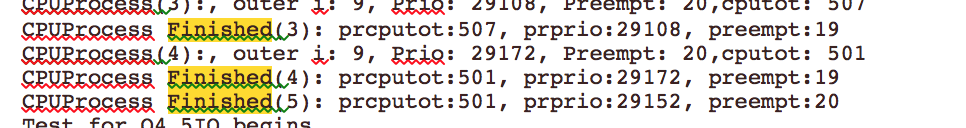 CPUProcess(3):, outer i: 9, Prio: 29108, Preempt: 20,cputot: 507
CPUProcess Finished(3): prcputot:507, prprio:29108, preempt:19
CPUProcess(4):, outer i: 9, Prio: 29172, Preempt: 20,cputot: 501
CPUProcess Finished(4): prcputot:501, prprio:29172, preempt:19
CPUProcess Finished(5): prcputot:501, prprio:29152, preempt:20
Test for Q4 5IO begins